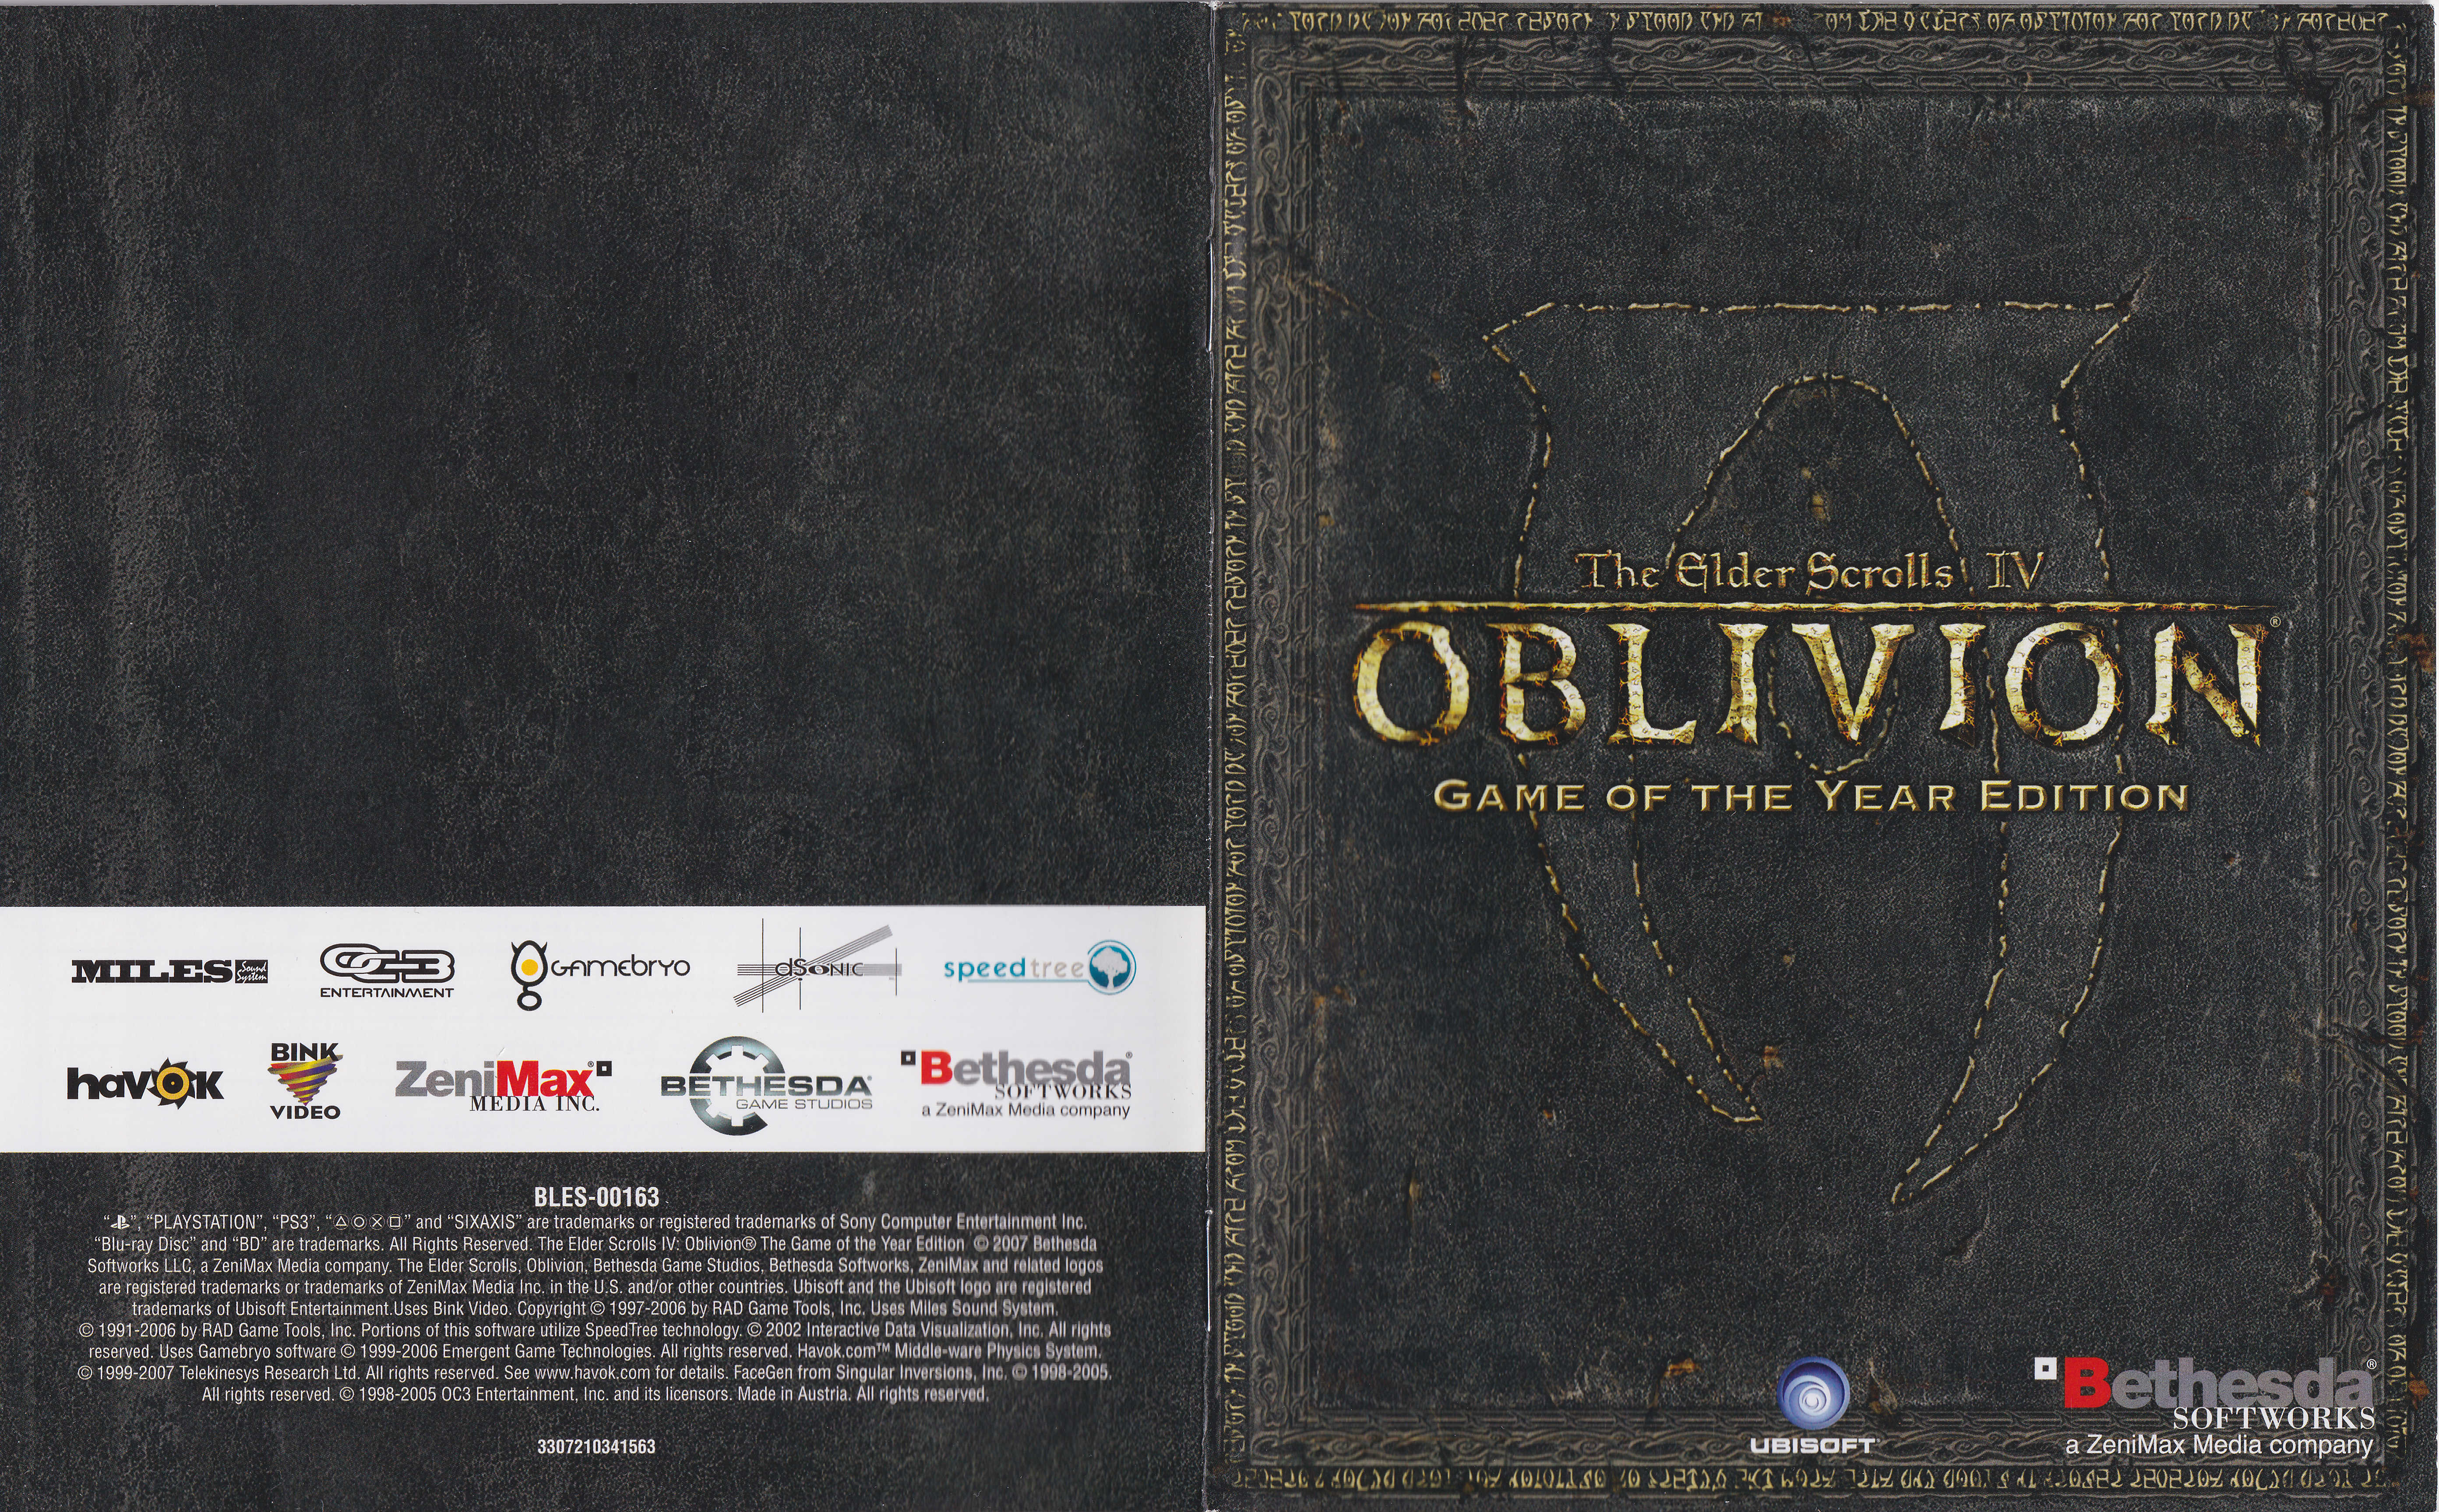 MILES Sound System
OC3 ENTERTAINMENT
GAMEBRYO
dSONIC
speedtree
havok
BINK VIDEO
ZeniMax® MEDIA INC.
BETHESDA GAME STUDIOS
Bethesda® SOFTWORKS
a ZeniMax Media company
BLES-00163
“”, “PLAYSTATION”, “PS3”, “△○✕□” and “SIXAXIS” are trademarks or registered trademarks of Sony Computer Entertainment Inc.
“Blu-ray Disc” and “BD” are trademarks. All Rights Reserved. The Elder Scrolls IV: Oblivion® The Game of the Year Edition © 2007 Bethesda
Softworks LLC, a ZeniMax Media company. The Elder Scrolls, Oblivion, Bethesda Game Studios, Bethesda Softworks, ZeniMax and related logos
are registered trademarks or trademarks of ZeniMax Media Inc. in the U.S. and/or other countries. Ubisoft and the Ubisoft logo are registered
trademarks of Ubisoft Entertainment.Uses Bink Video. Copyright © 1997-2006 by RAD Game Tools, Inc. Uses Miles Sound System.
© 1991-2006 by RAD Game Tools, Inc. Portions of this software utilize SpeedTree technology. © 2002 Interactive Data Visualization, Inc. All rights
reserved. Uses Gamebryo software © 1999-2006 Emergent Game Technologies. All rights reserved. Havok.com™ Middle-ware Physics System.
© 1999-2007 Telekinesys Research Ltd. All rights reserved. See www.havok.com for details. FaceGen from Singular Inversions, Inc. © 1998-2005.
All rights reserved. © 1998-2005 OC3 Entertainment, Inc. and its licensors. Made in Austria. All rights reserved.
3307210341563
The Elder Scrolls IV
OBLIVION®
GAME OF THE YEAR EDITION
UBISOFT
Bethesda®
SOFTWORKS
a ZeniMax Media company